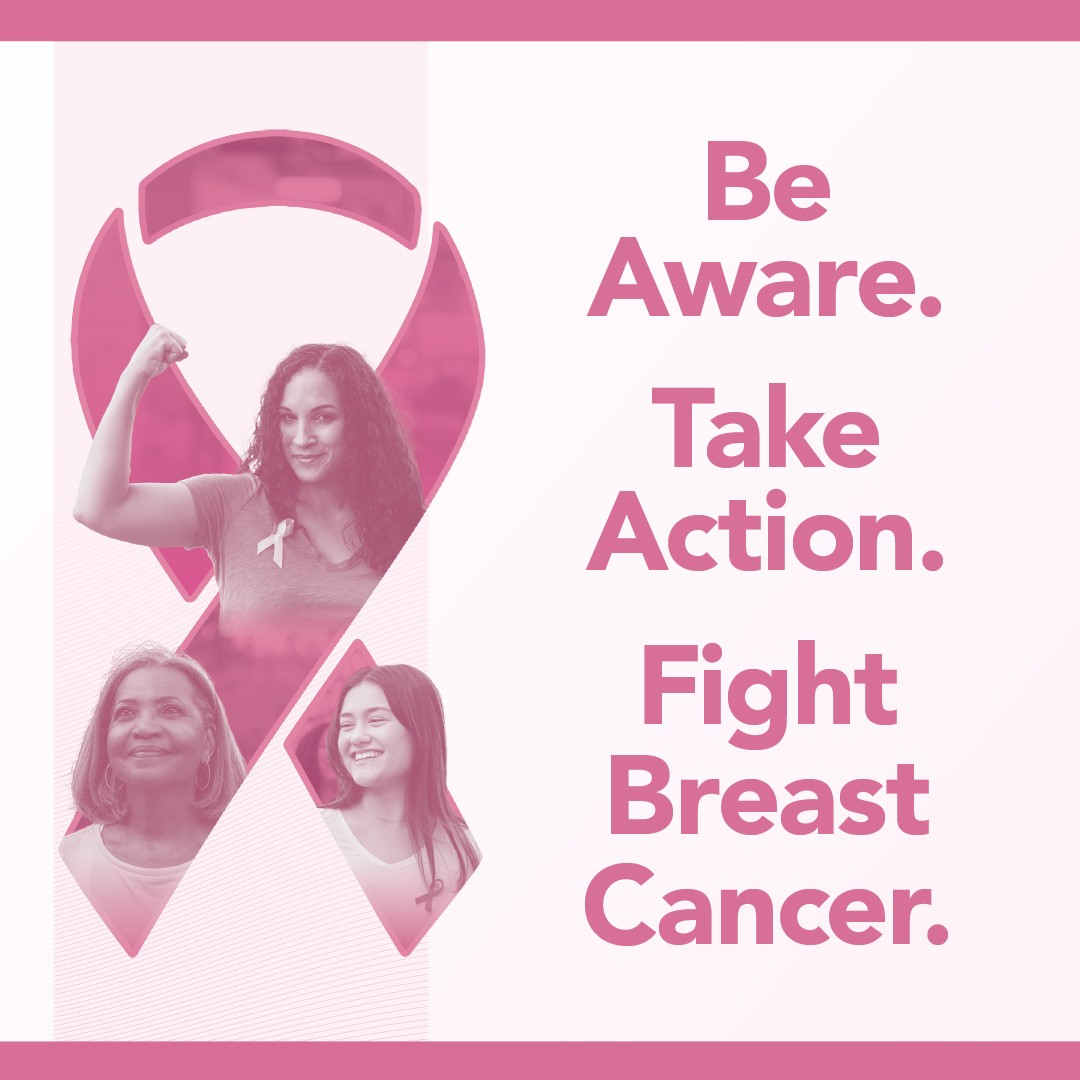 Be
Aware.
Take
Action.
Fight
Breast
Cancer.